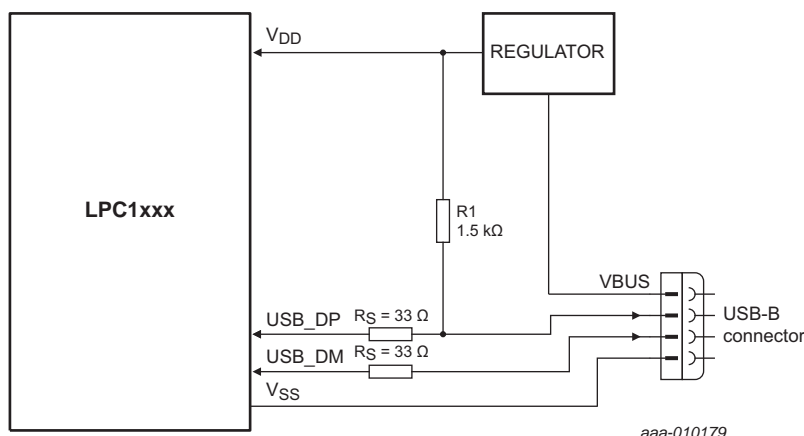 VDD
REGULATOR
LPC1xxx
R1
1.5 kΩ
VBUS
USB_DP
RS = 33 Ω
USB-B
connector
USB_DM
RS = 33 Ω
VSS
aaa-010179